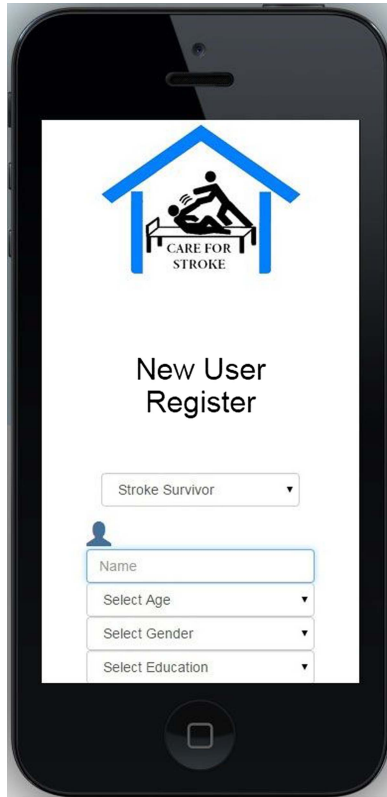 CARE FOR
STROKE
New User
Register
Stroke Survivor
Name
Select Age
Select Gender
Select Education